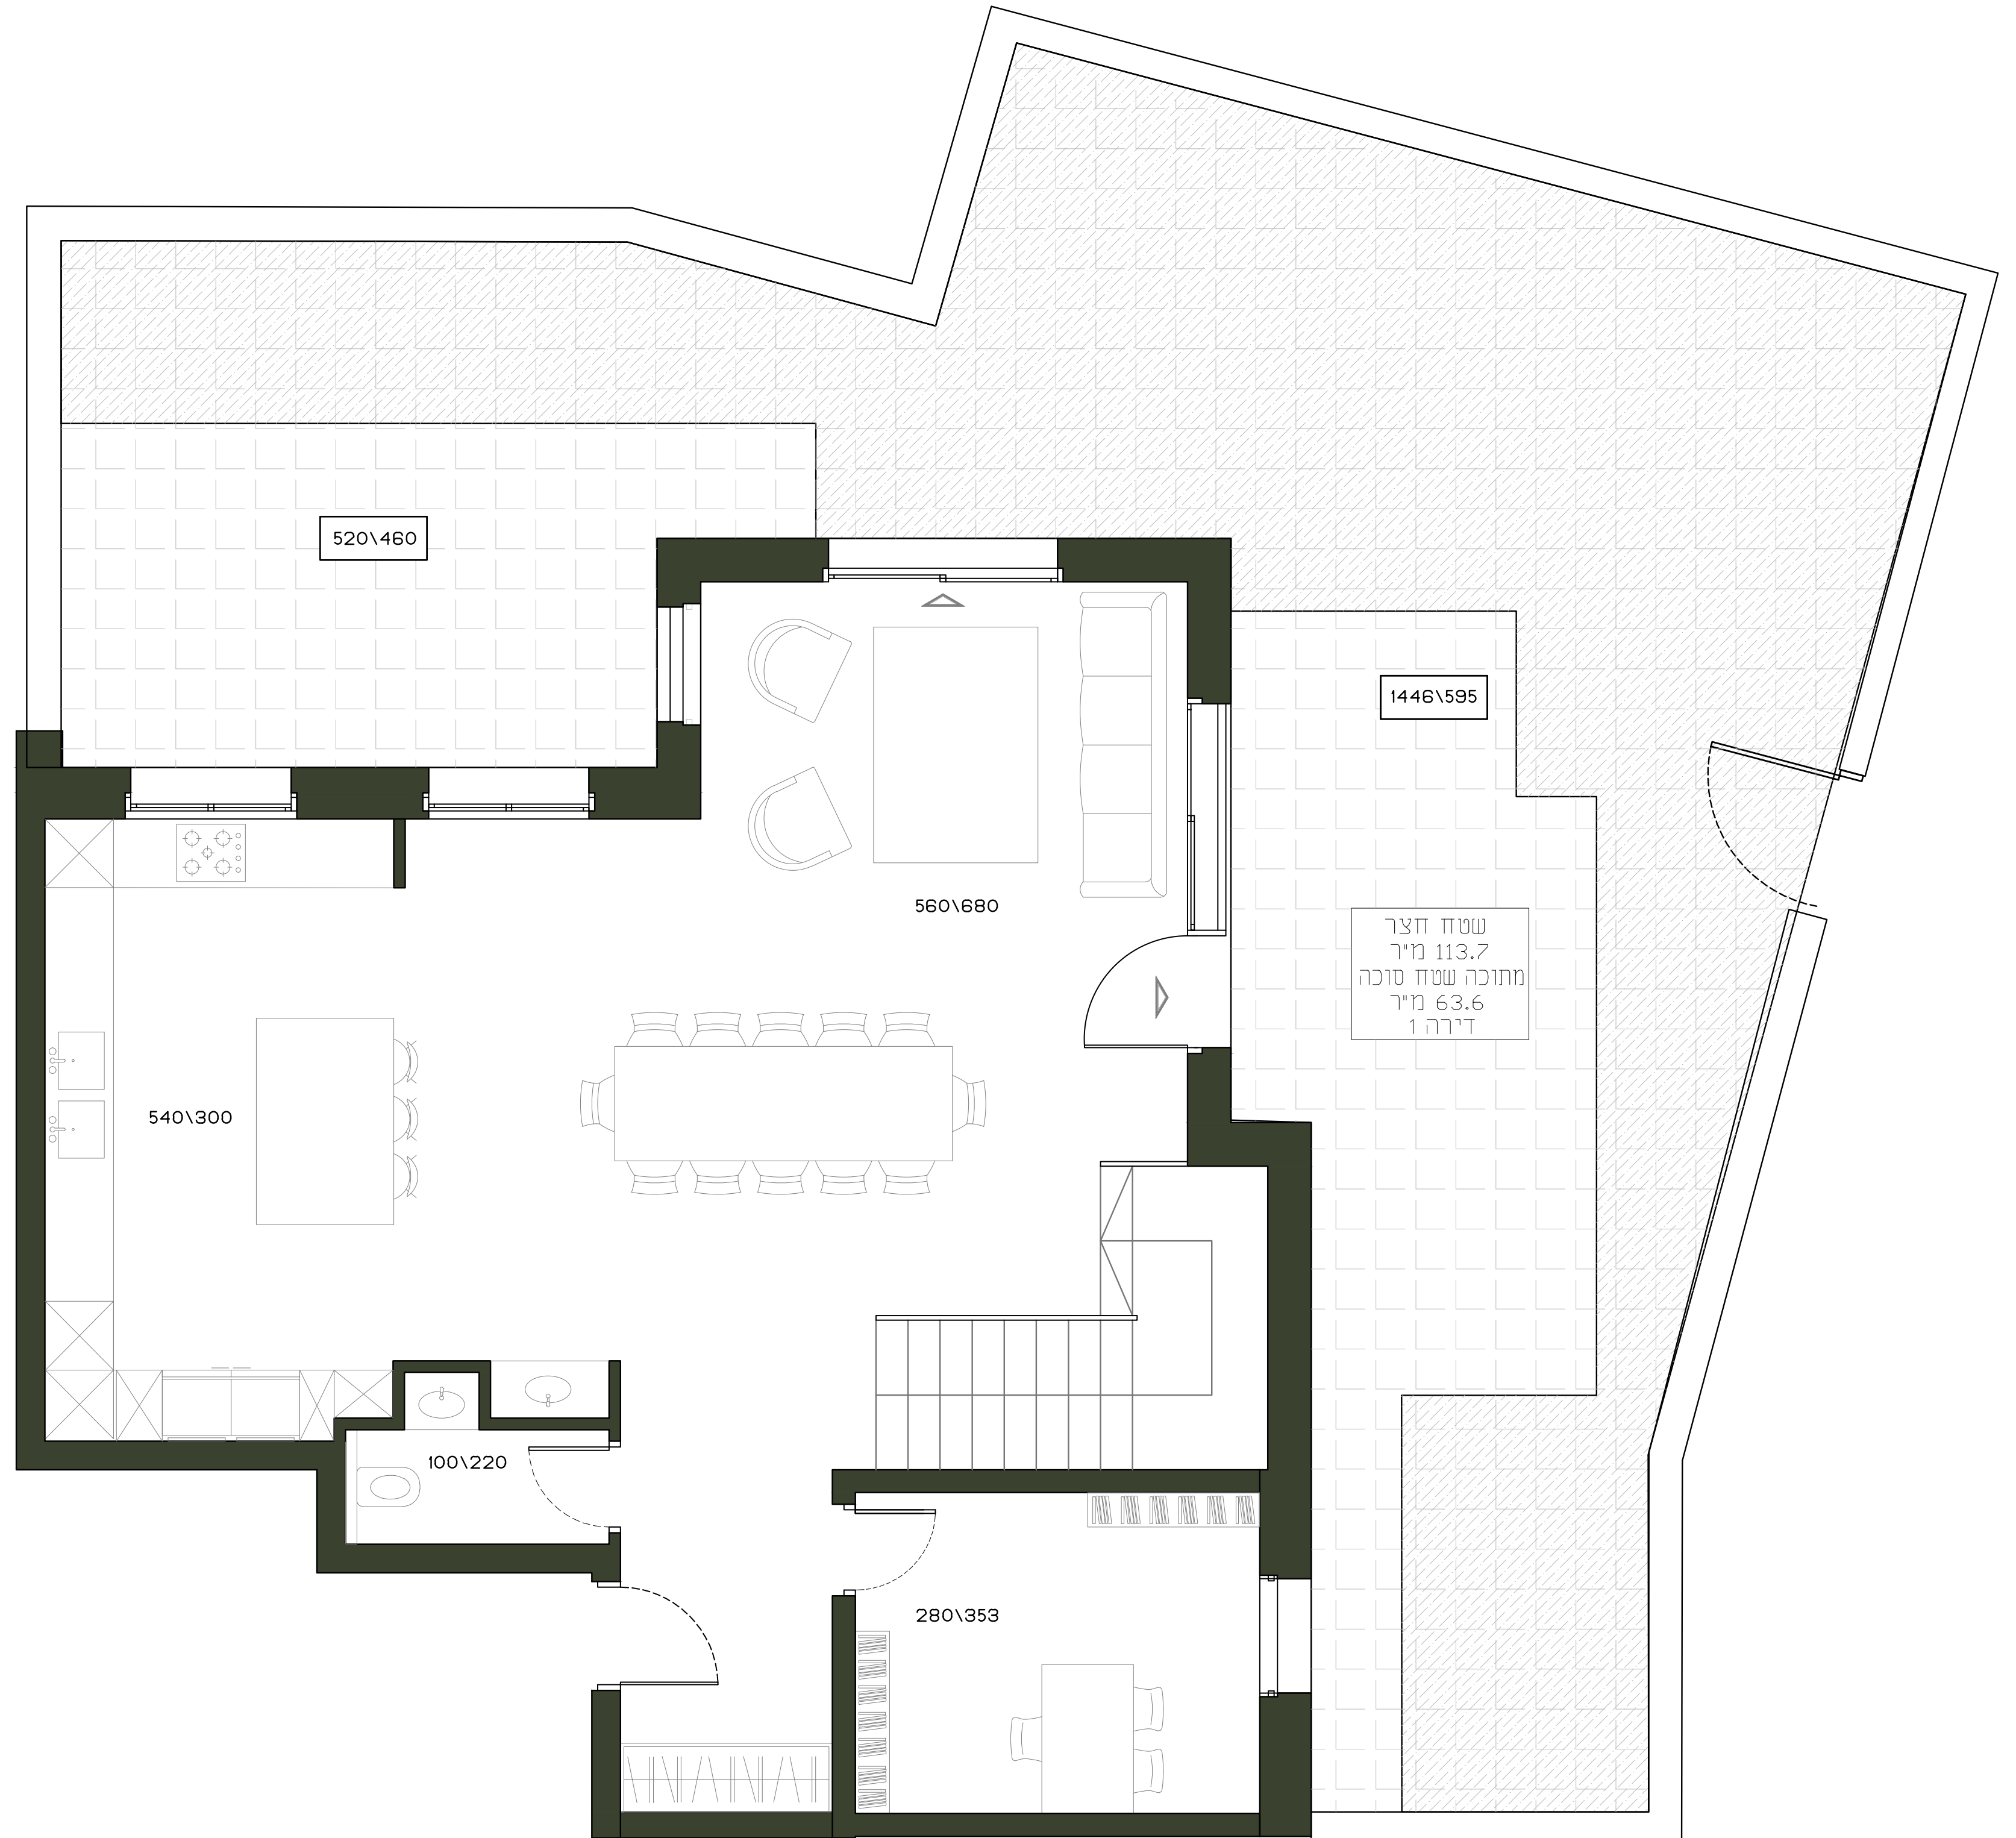 520\460
1446\595
560\680
שטח חצר
113.7 מ"ר
מתוכה שטח סוכה
63.6 מ"ר
דירה 1
540\300
100\220
280\353